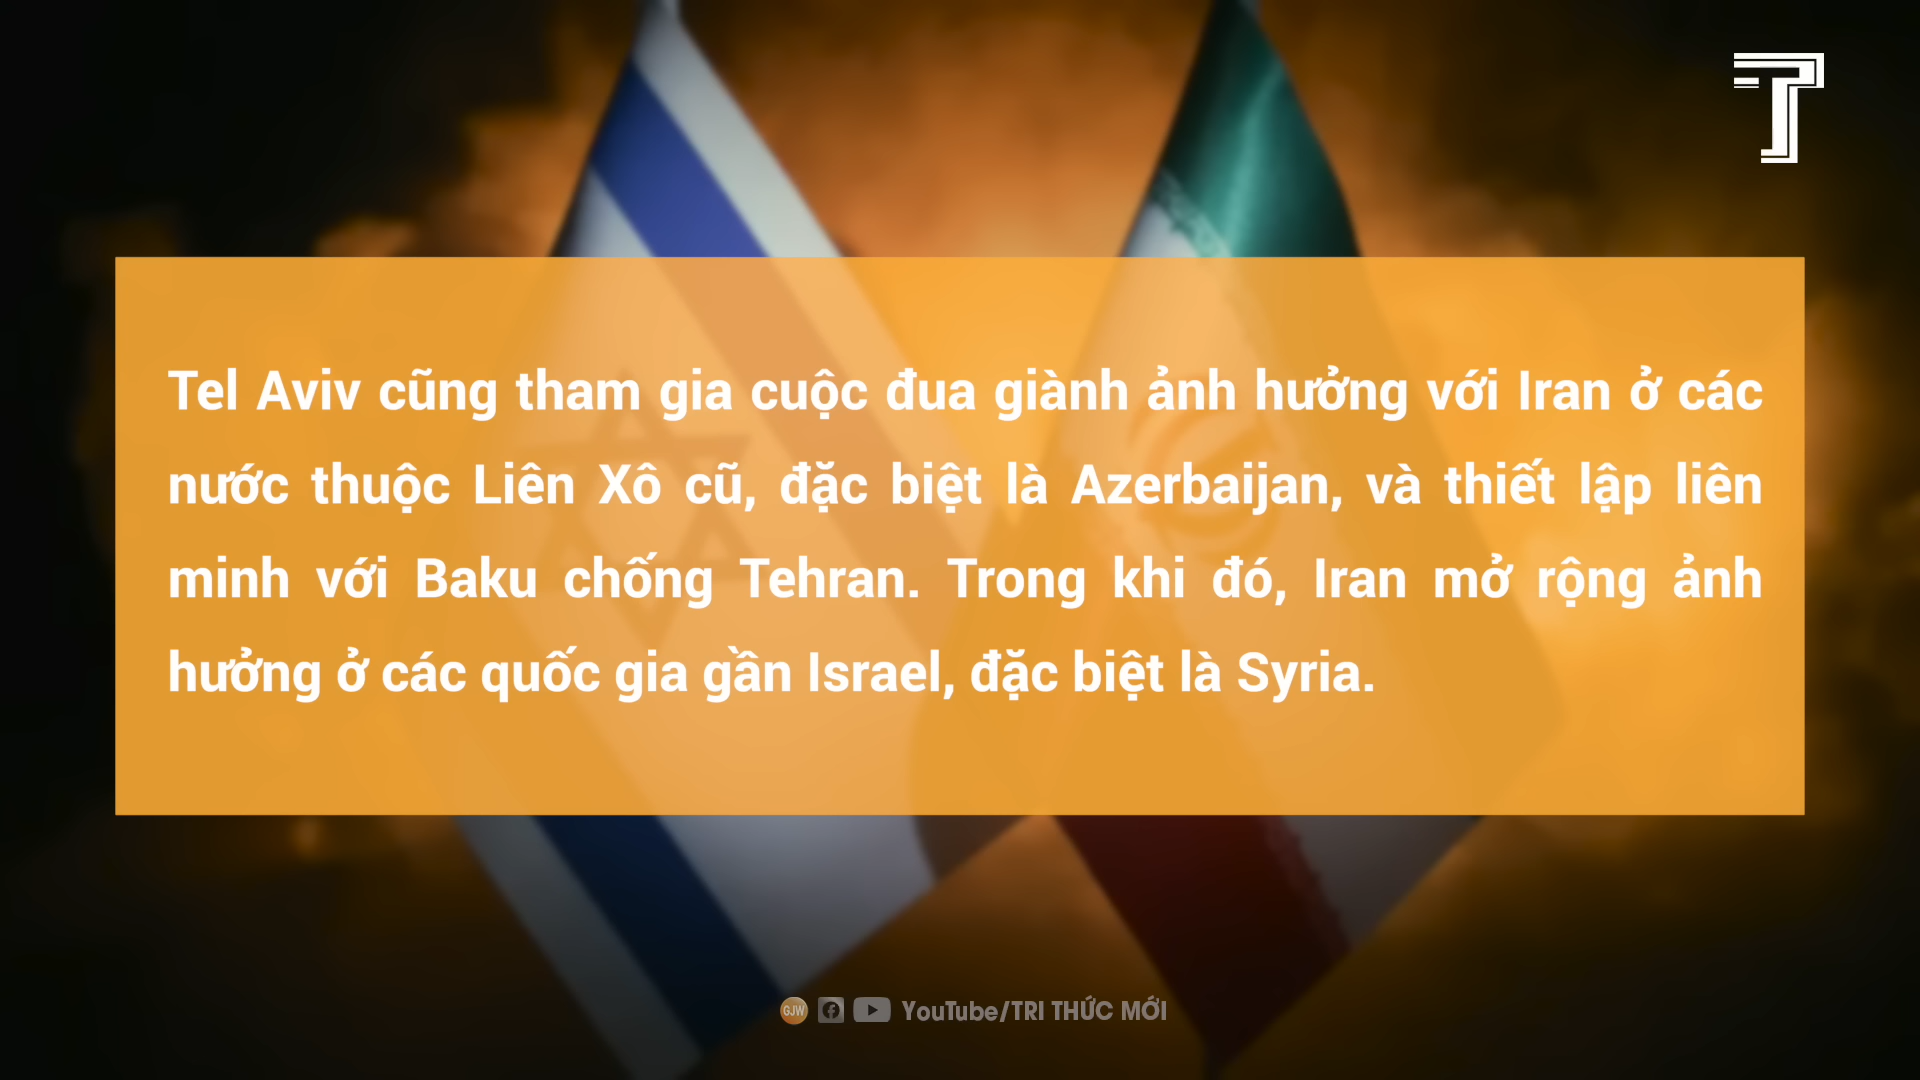 Tel Aviv cũng tham gia cuộc đua giành ảnh hưởng với Iran ở các
nước thuộc Liên Xô cũ, đặc biệt là Azerbaijan, và thiết lập liên
minh với Baku chống Tehran. Trong khi đó, Iran mở rộng ảnh
hưởng ở các quốc gia gần Israel, đặc biệt là Syria.
GJW YouTube/TRI THỨC MỚI